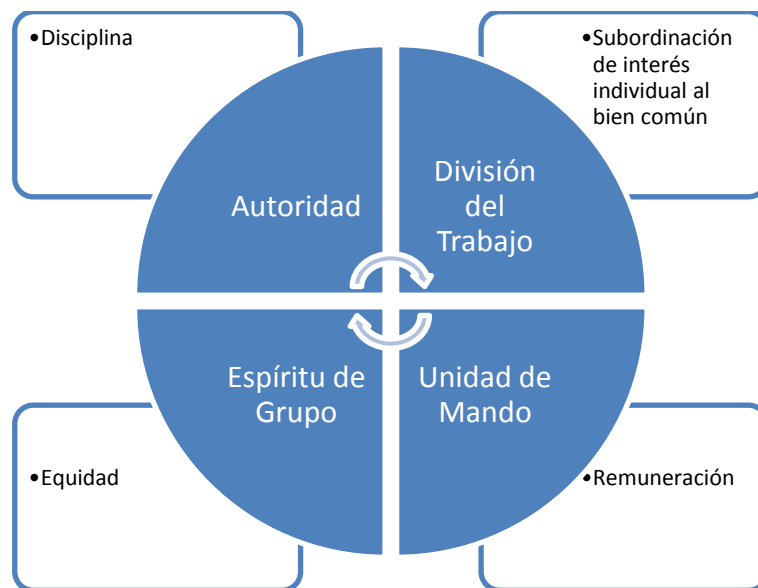 •Disciplina
•Subordinación
de interés
individual al
bien común
Autoridad
División
del
Trabajo
Espíritu de
Grupo
Unidad de
Mando
•Equidad
•Remuneración